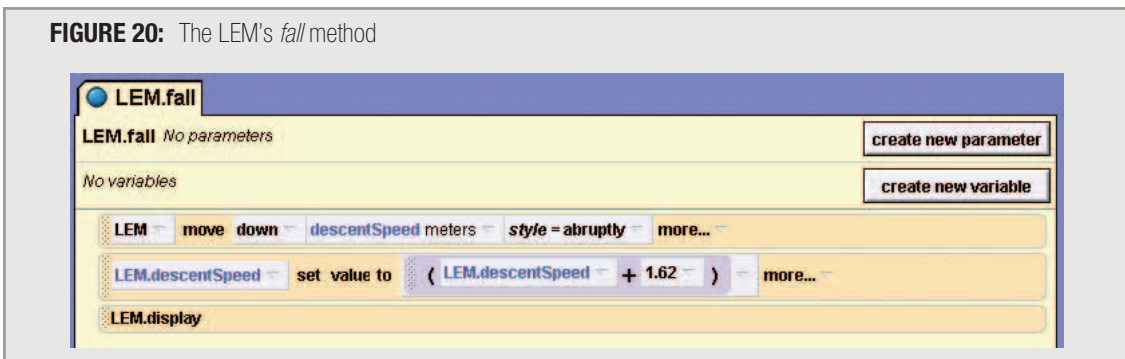 FIGURE 20: The LEM's fall method
LEM.fall
LEM.fall No parameters create new parameter
No variables create new variable
LEM move down descentSpeed meters style = abruptly more...
LEM.descentSpeed set value to ( LEM.descentSpeed + 1.62 ) more...
LEM.display